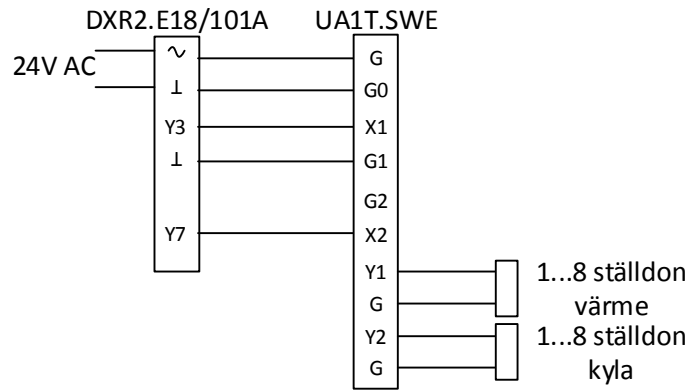 DXR2.E18/101A UA1T.SWE
24V AC
∿ G
⊥ G0
Y3 X1
⊥ G1
G2
Y7 X2
Y1 1...8 ställdon
G värme
Y2 1...8 ställdon
G kyla